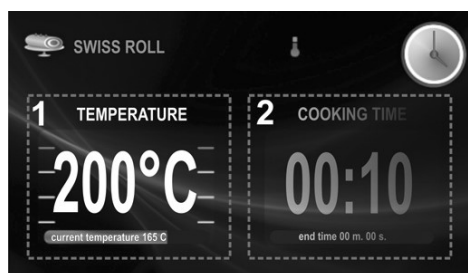 SWISS ROLL
1 TEMPERATURE
200°C
current temperature 165 C
2 COOKING TIME
00:10
end time 00 m. 00 s.